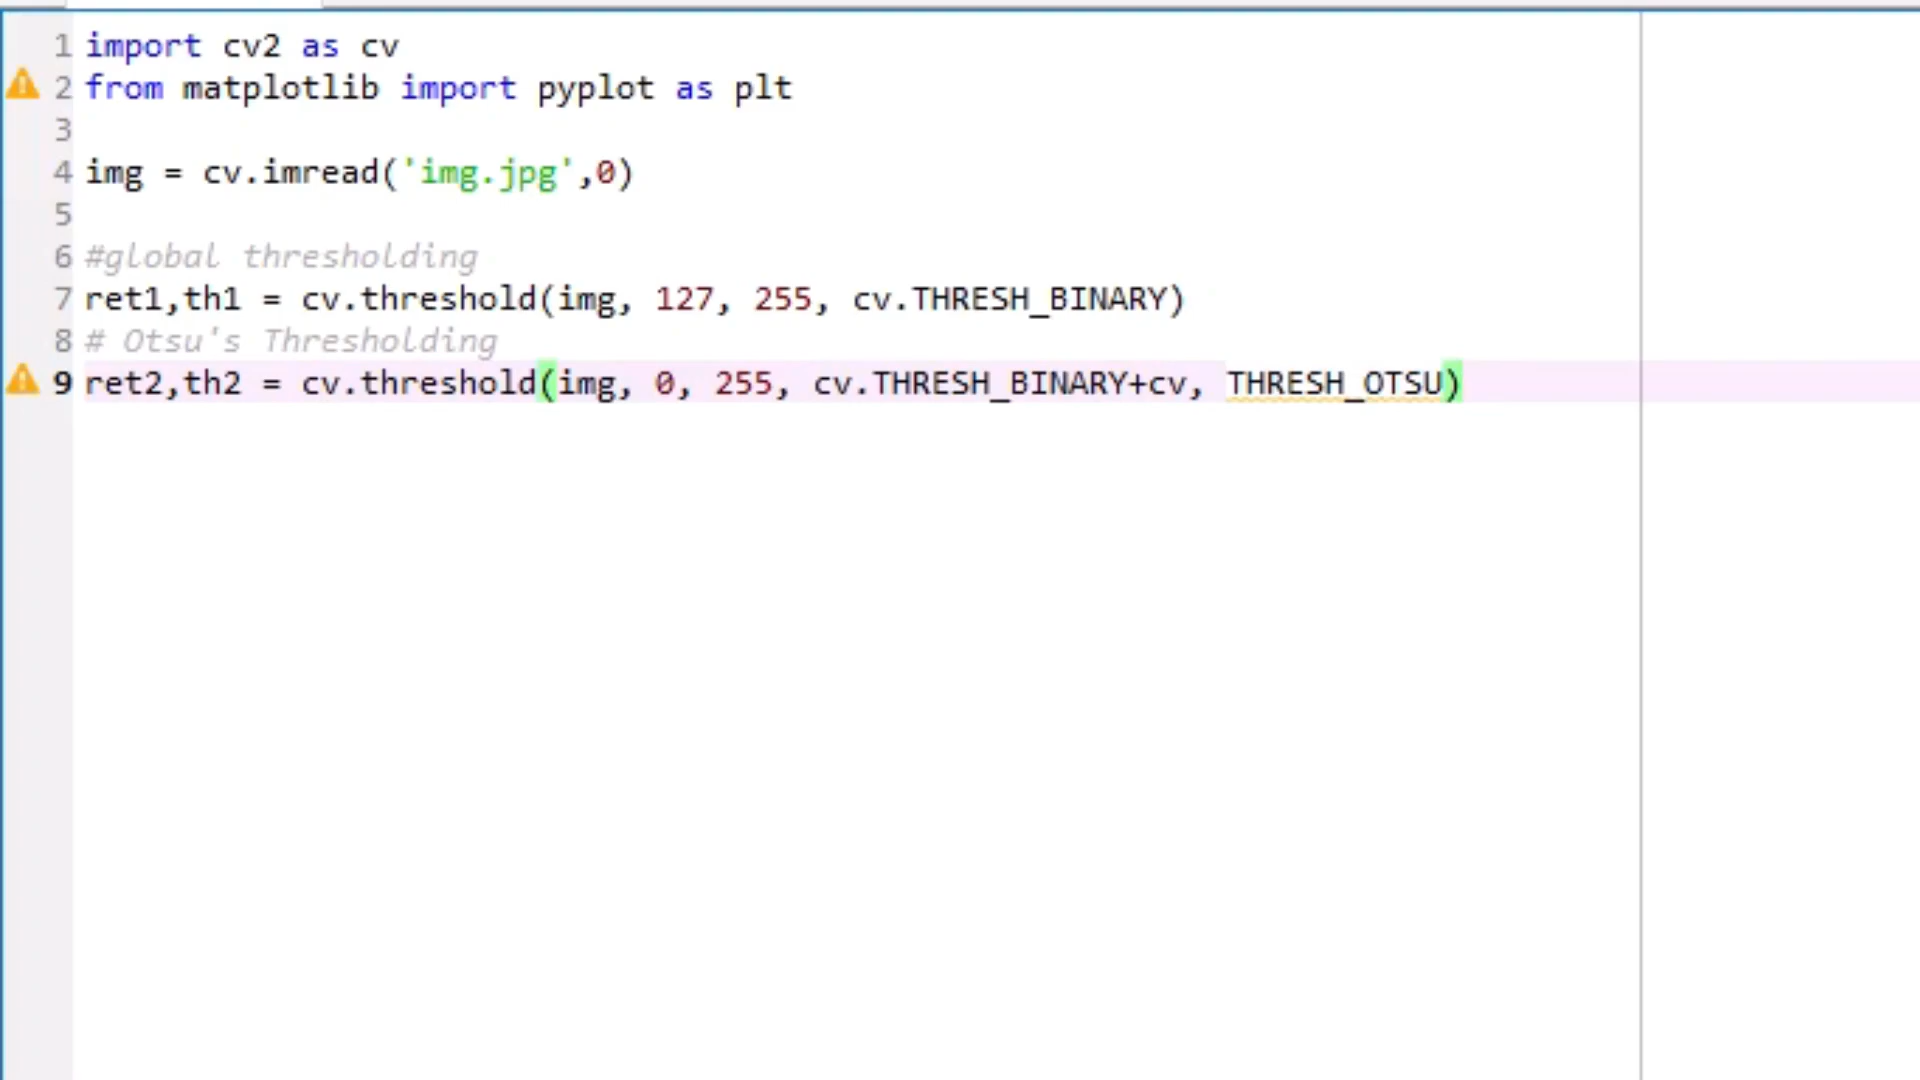 1 import cv2 as cv
2 from matplotlib import pyplot as plt
3
4 img = cv.imread('img.jpg',0)
5
6 #global thresholding
7 ret1,th1 = cv.threshold(img, 127, 255, cv.THRESH_BINARY)
8 # Otsu's Thresholding
9 ret2,th2 = cv.threshold(img, 0, 255, cv.THRESH_BINARY+cv, THRESH_OTSU)